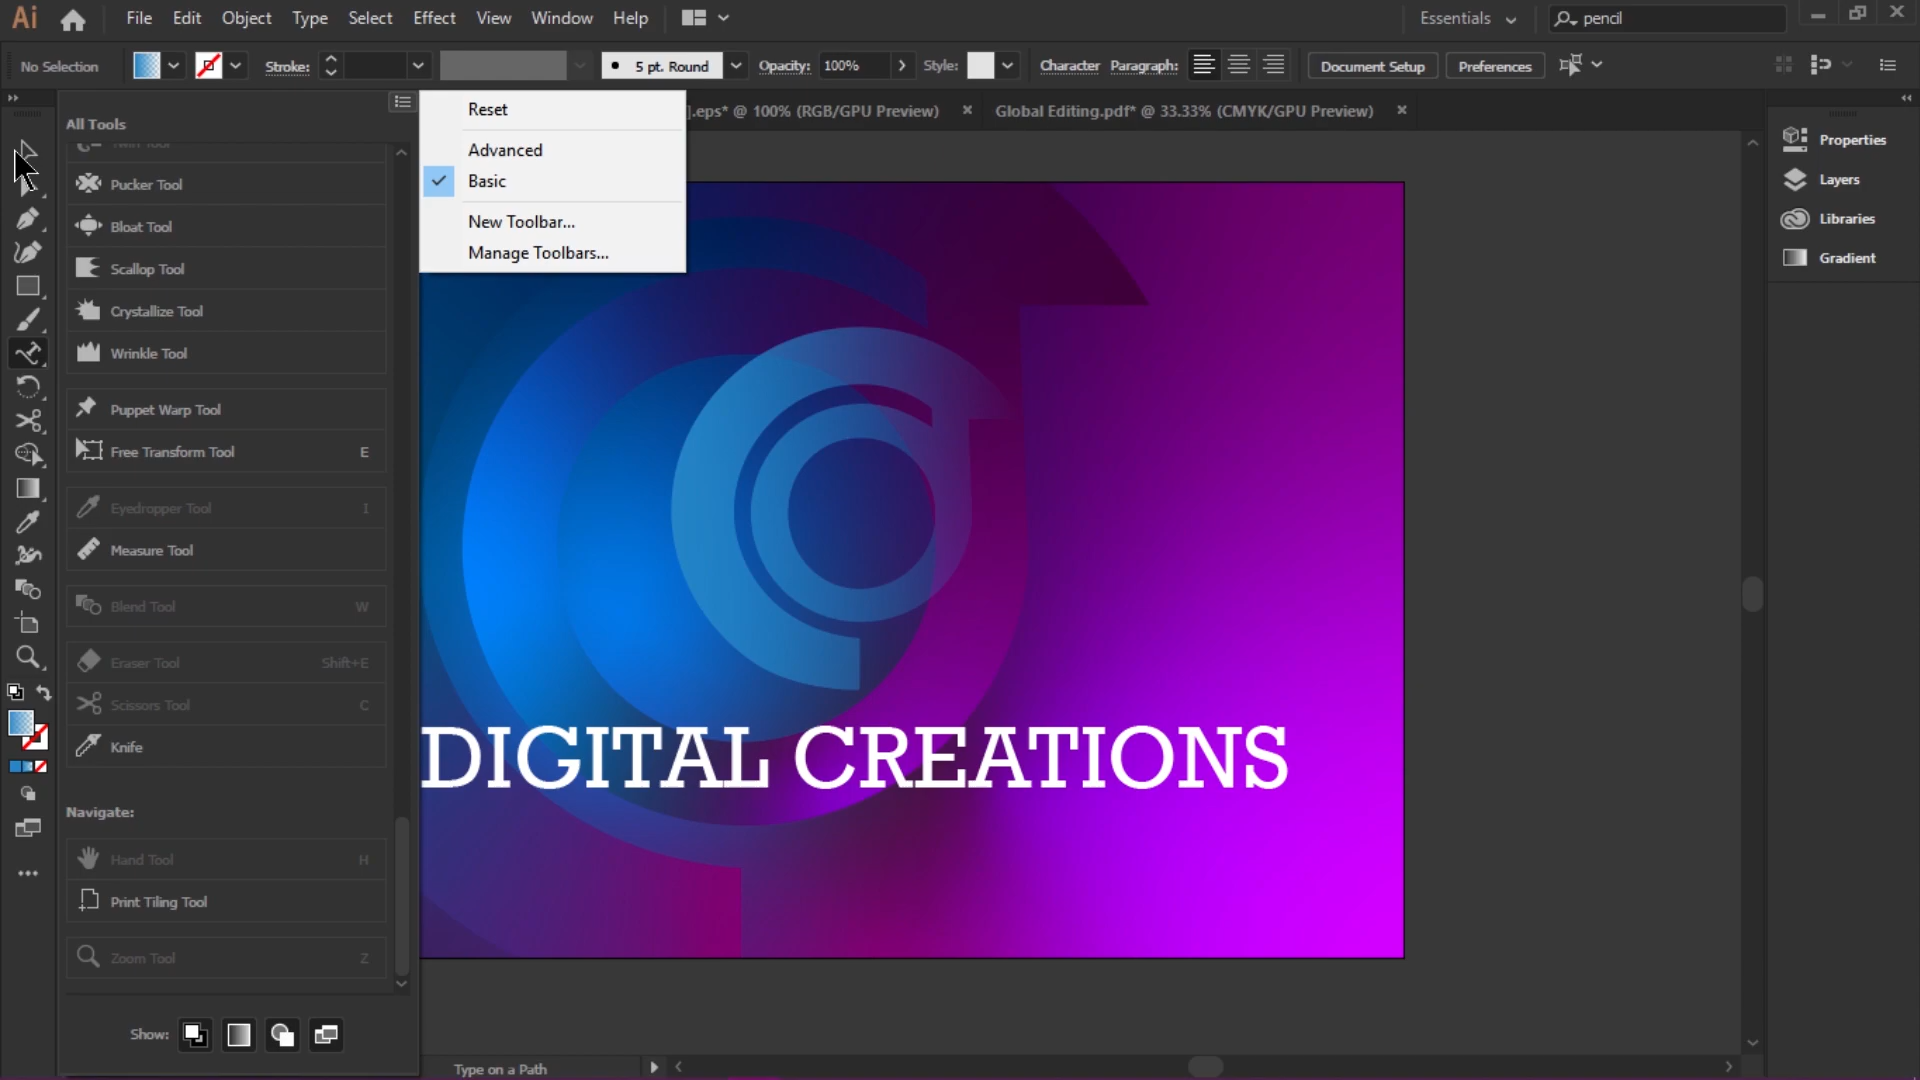 Ai File Edit Object Type Select Effect View Window Help Essentials pencil
No Selection Stroke: 5 pt. Round Opacity: 100% Style: Character Paragraph: Document Setup Preferences
].eps* @ 100% (RGB/GPU Preview) Global Editing.pdf* @ 33.33% (CMYK/GPU Preview)
All Tools
Pucker Tool
Bloat Tool
Scallop Tool
Crystallize Tool
Wrinkle Tool
Puppet Warp Tool
Free Transform Tool E
Eyedropper Tool I
Measure Tool
Blend Tool W
Eraser Tool Shift+E
Scissors Tool C
Knife
Navigate:
Hand Tool H
Print Tiling Tool
Zoom Tool Z
Show:
Reset
Advanced
Basic
New Toolbar...
Manage Toolbars...
DIGITAL CREATIONS
Properties
Layers
Libraries
Gradient
Type on a Path